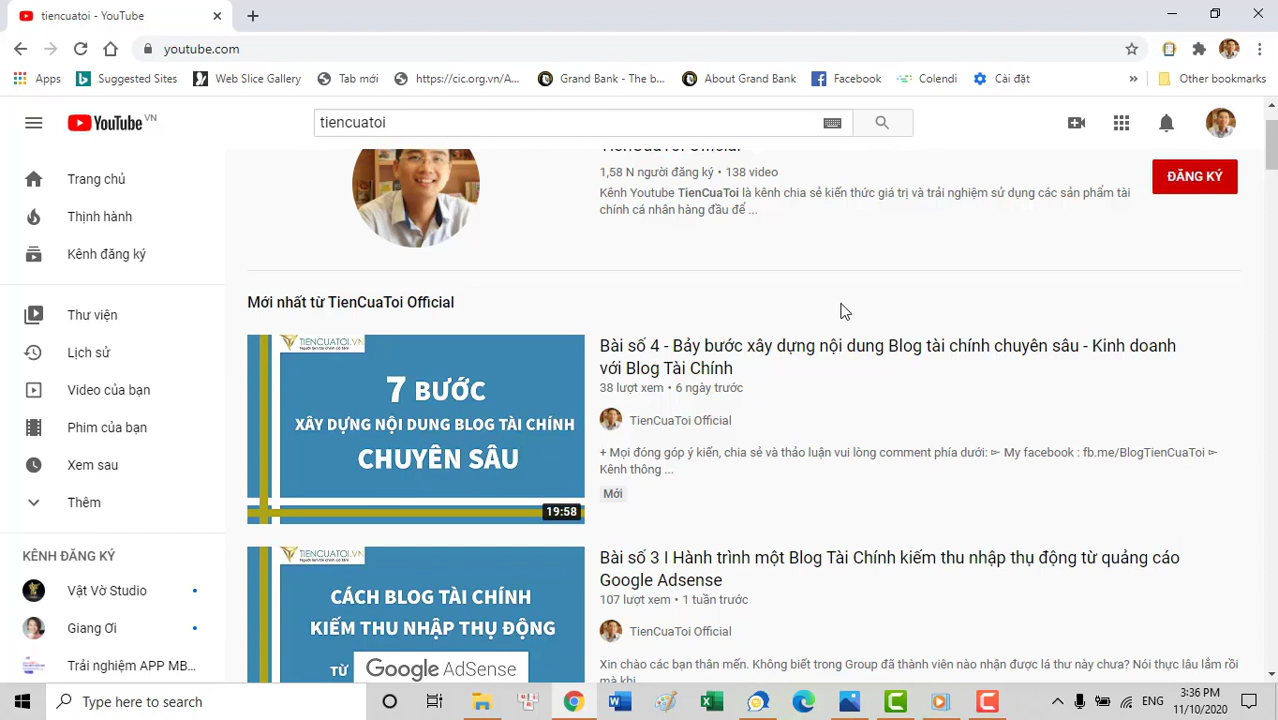 tiencuatoi - YouTube
youtube.com
Apps
Suggested Sites
Web Slice Gallery
Tab mới
https://cic.org.vn/A...
Grand Bank - The b...
About Grand Bank
Facebook
Colendi
Cài đặt
»
Other bookmarks
YouTube VN
tiencuatoi
Trang chủ
Thịnh hành
Kênh đăng ký
Thư viện
Lịch sử
Video của bạn
Phim của bạn
Xem sau
Thêm
KÊNH ĐĂNG KÝ
Vật Vờ Studio
Giang Ơi
Trải nghiệm APP MB...
TienCuaToi Official
1,58 N người đăng ký • 138 video
Kênh Youtube TienCuaToi là kênh chia sẻ kiến thức giá trị và trải nghiệm sử dụng các sản phẩm tài
chính cá nhân hàng đầu để ...
ĐĂNG KÝ
Mới nhất từ TienCuaToi Official
TIENCUATOI.VN
7 BƯỚC
XÂY DỰNG NỘI DUNG BLOG TÀI CHÍNH
CHUYÊN SÂU
19:58
Bài số 4 - Bảy bước xây dựng nội dung Blog tài chính chuyên sâu - Kinh doanh
với Blog Tài Chính
38 lượt xem • 6 ngày trước
TienCuaToi Official
+ Mọi đóng góp ý kiến, chia sẻ và thảo luận vui lòng comment phía dưới: ► My facebook : fb.me/BlogTienCuaToi ►
Kênh thông ...
Mới
TIENCUATOI.VN
CÁCH BLOG TÀI CHÍNH
KIẾM THU NHẬP THỤ ĐỘNG
TỪ Google AdSense
Bài số 3 I Hành trình một Blog Tài Chính kiếm thu nhập thụ động từ quảng cáo
Google Adsense
107 lượt xem • 1 tuần trước
TienCuaToi Official
Xin chào các bạn thân mến. Không biết trong Group đã thành viên nào nhận được lá thư này chưa? Nói thực lâu lắm rồi
mà khi
Type here to search
3:36 PM
11/10/2020